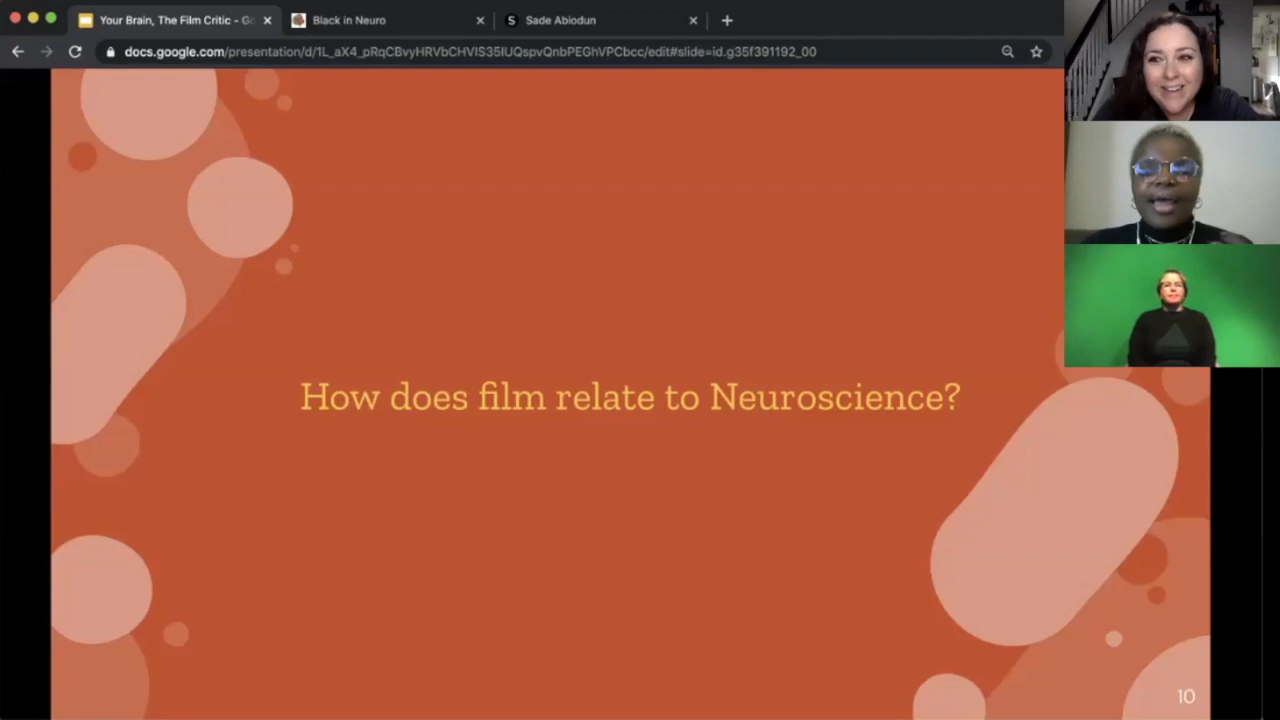 Your Brain, The Film Critic - Go
Black in Neuro
S Sade Abiodun
docs.google.com/presentation/d/1L_aX4_pRqCBvyHRVbCHVIS35IUQspvQnbPEGhVPCbcc/edit#slide=id.g35f391192_00
How does film relate to Neuroscience?
10